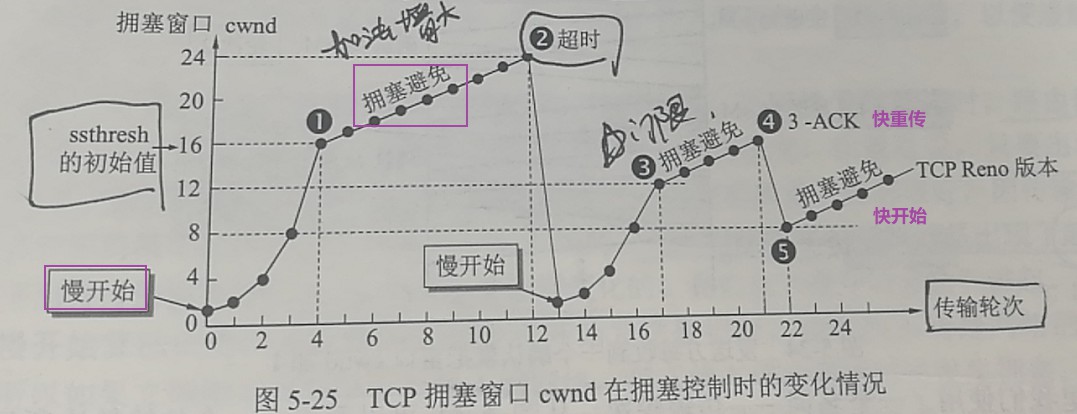 拥塞窗口 cwnd
加法增大
❷ 超时
24
拥塞避免
20
❶
ssthresh
的初始值
16
门限
❸ 拥塞避免
❹ 3 -ACK 快重传
12
拥塞避免
TCP Reno 版本
8
快开始
❺
慢开始
4
慢开始
0
0 2 4 6 8 10 12 14 16 18 20 22 24
传输轮次
图 5-25 TCP 拥塞窗口 cwnd 在拥塞控制时的变化情况